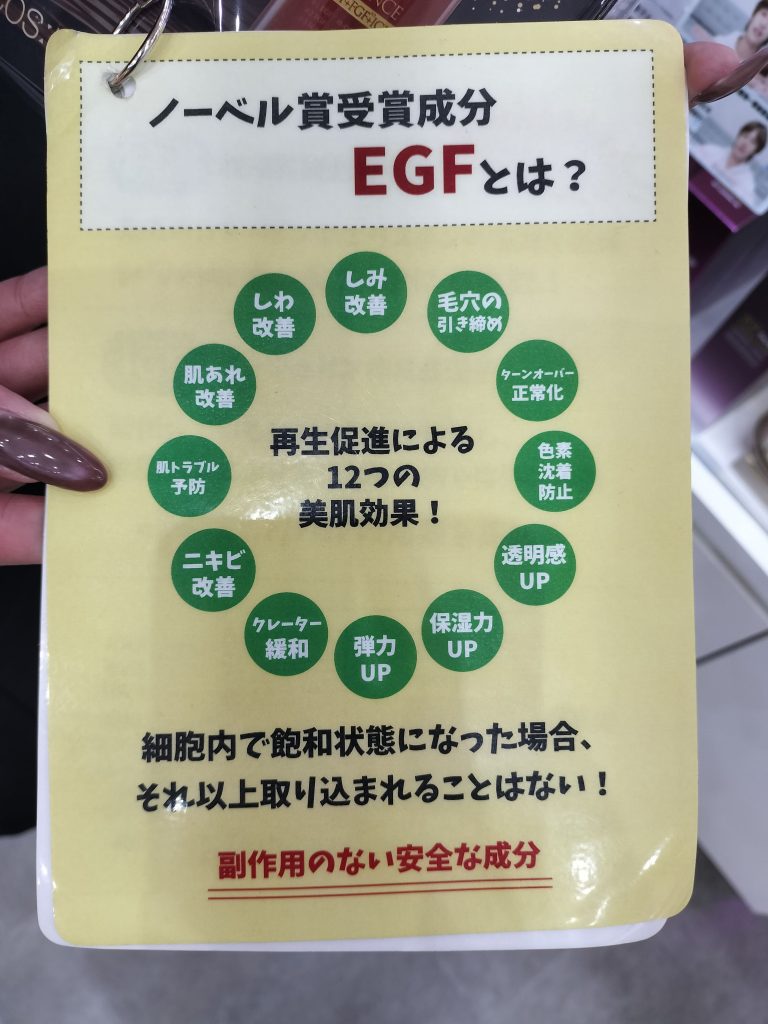 ノーベル賞受賞成分
EGFとは？
しみ
改善
毛穴の
引き締め
ターンオーバー
正常化
色素
沈着
防止
透明感
UP
保湿力
UP
弾力
UP
クレーター
緩和
ニキビ
改善
肌トラブル
予防
肌あれ
改善
しわ
改善
再生促進による
12つの
美肌効果！
細胞内で飽和状態になった場合、
それ以上取り込まれることはない！
副作用のない安全な成分